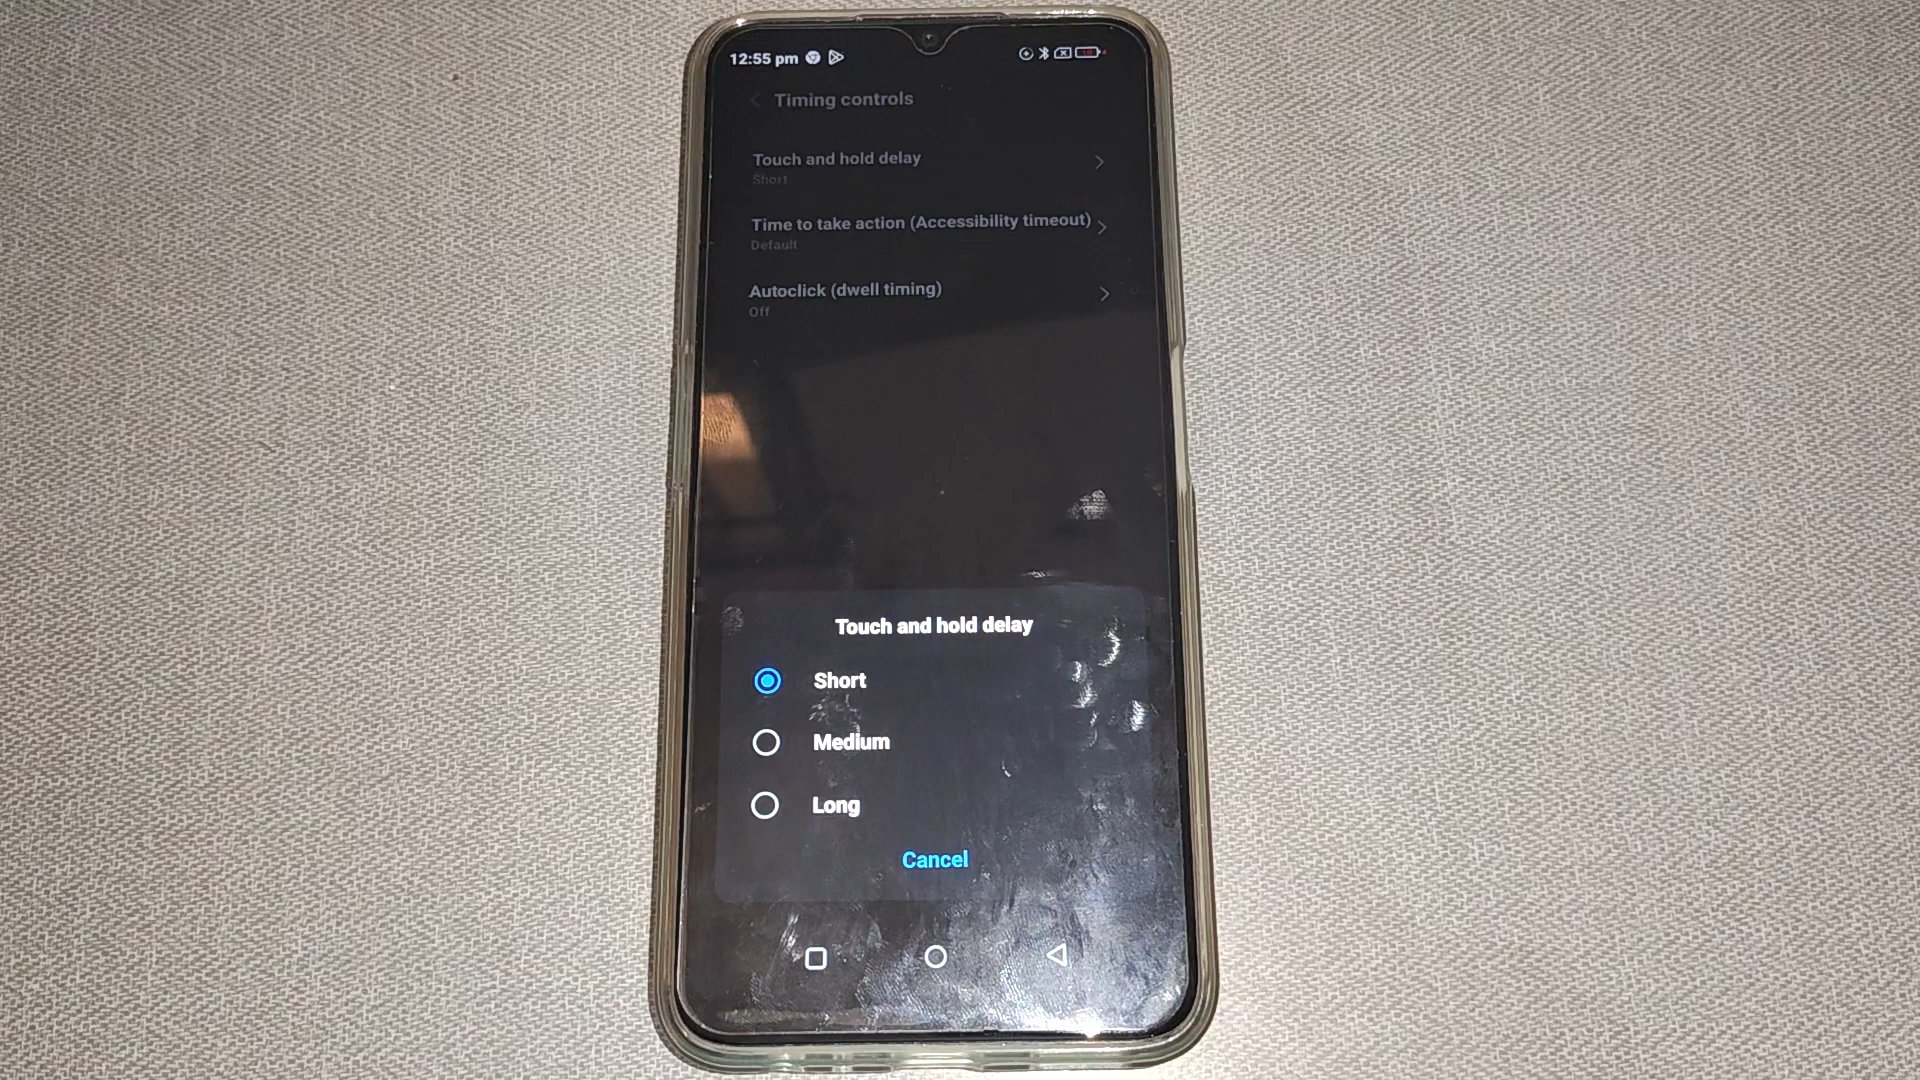 12:55 pm
Timing controls
Touch and hold delay
Short
Time to take action (Accessibility timeout)
Default
Autoclick (dwell timing)
Off
Touch and hold delay
Short
Medium
Long
Cancel